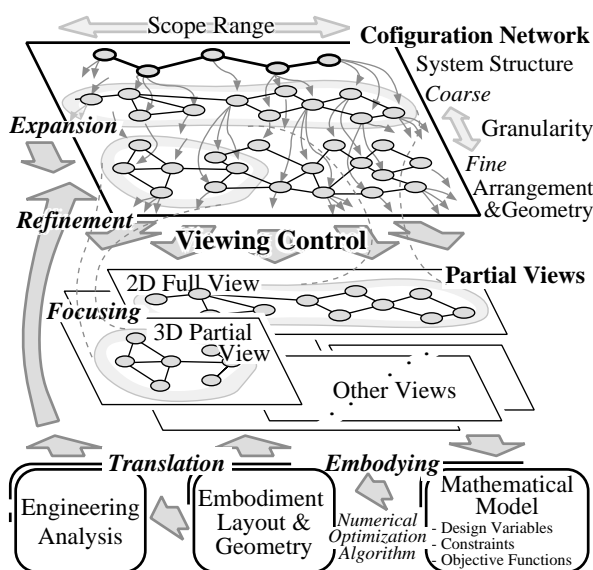 Scope Range
Cofiguration Network
System Structure
Coarse
Expansion
Granularity
Fine
Arrangement
&Geometry
Refinement
Viewing Control
Partial Views
2D Full View
Focusing
3D Partial
View
Other Views
Translation
Embodying
Engineering
Analysis
Embodiment
Layout &
Geometry
Numerical
Optimization
Algorithm
Mathematical
Model
- Design Variables
- Constraints
- Objective Functions